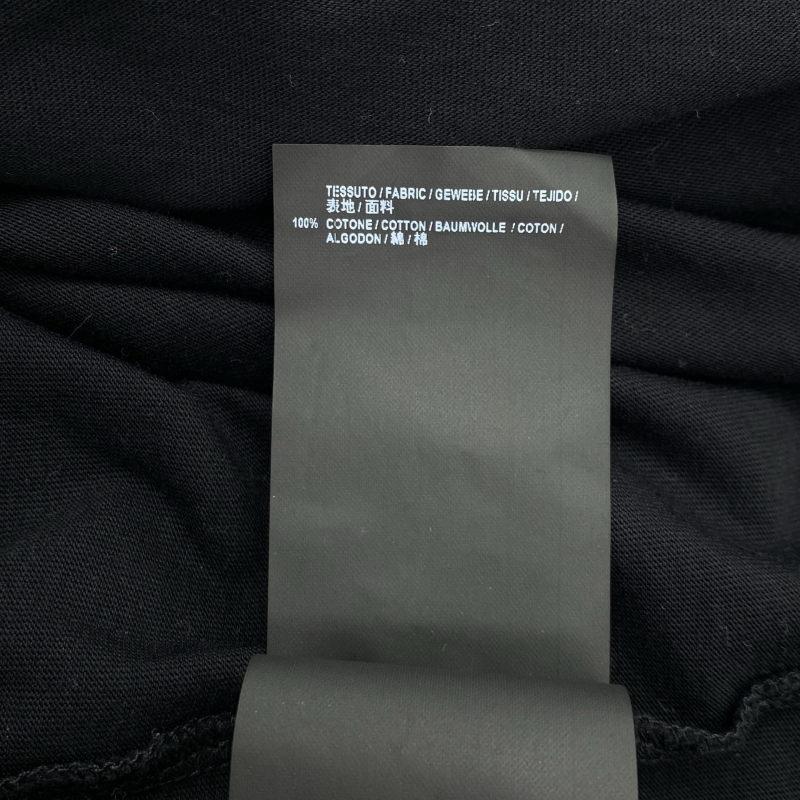 TESSUTO / FABRIC / GEWEBE / TISSU / TEJIDO /
表地 / 面料
100% COTONE / COTTON / BAUMWOLLE / COTON /
ALGODON / 綿 / 棉